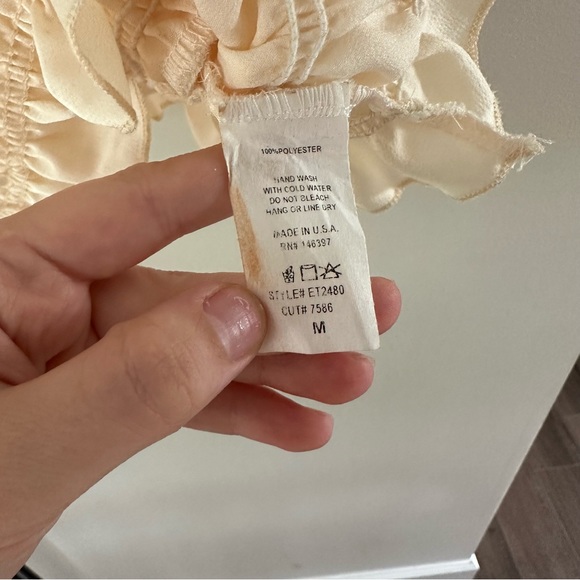 100%POLYESTER
HAND WASH
WITH COLD WATER
DO NOT BLEACH
HANG OR LINE DRY
MADE IN U.S.A.
RN# 146397
STYLE# ET2480
CUT# 7586
M